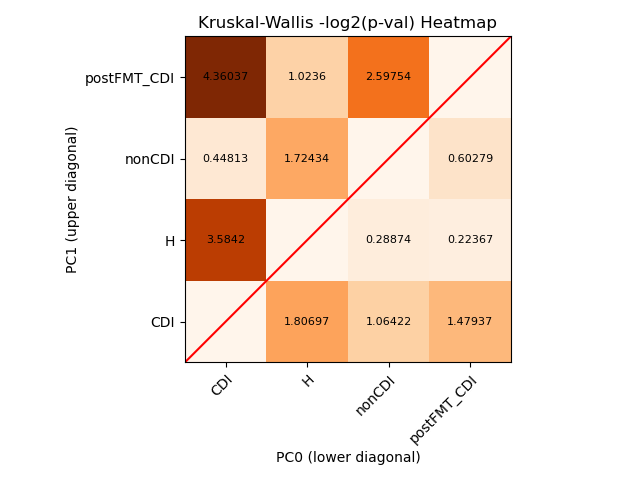 Kruskal-Wallis -log2(p-val) Heatmap
PC1 (upper diagonal)
postFMT_CDI
4.36037
1.0236
2.59754
nonCDI
0.44813
1.72434
0.60279
H
3.5842
0.28874
0.22367
CDI
1.80697
1.06422
1.47937
CDI
H
nonCDI
postFMT_CDI
PC0 (lower diagonal)